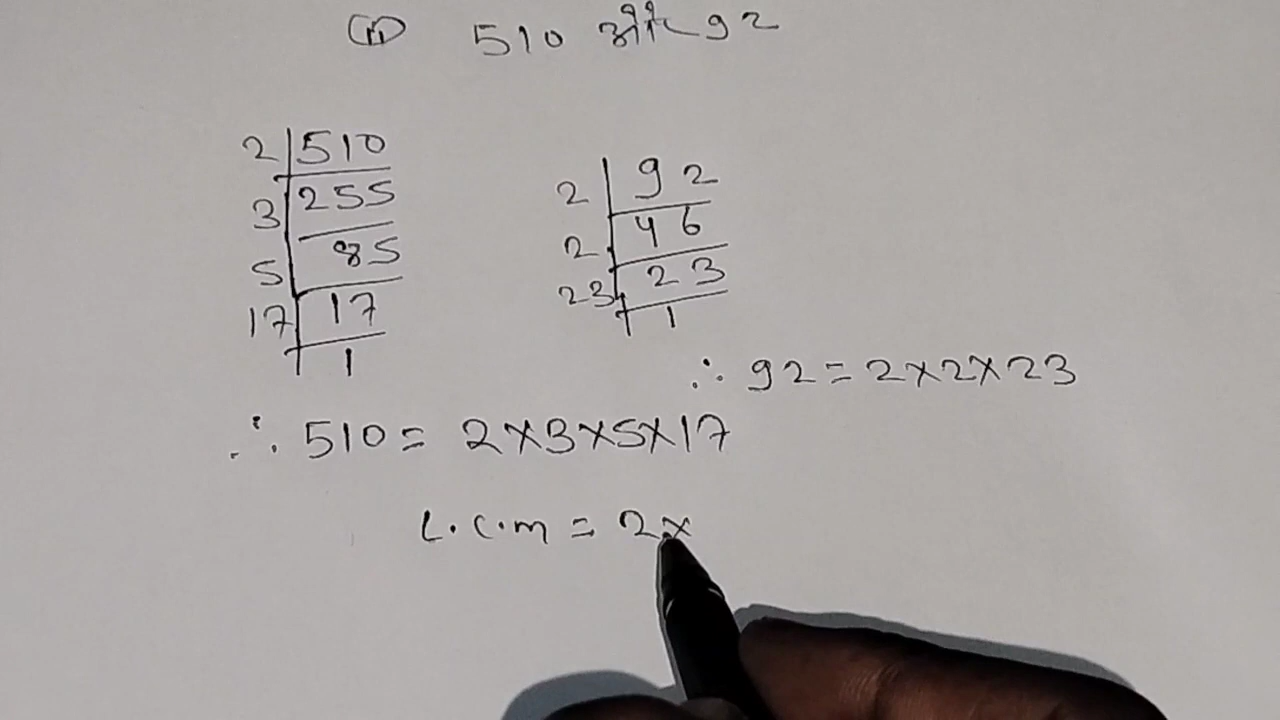 (ii) 510 और 92
2 | 510
3 | 255
5 | 85
17 | 17
1
2 | 92
2 | 46
23 | 23
1
∴ 92 = 2×2×23
∴ 510 = 2×3×5×17
L.C.M = 2×